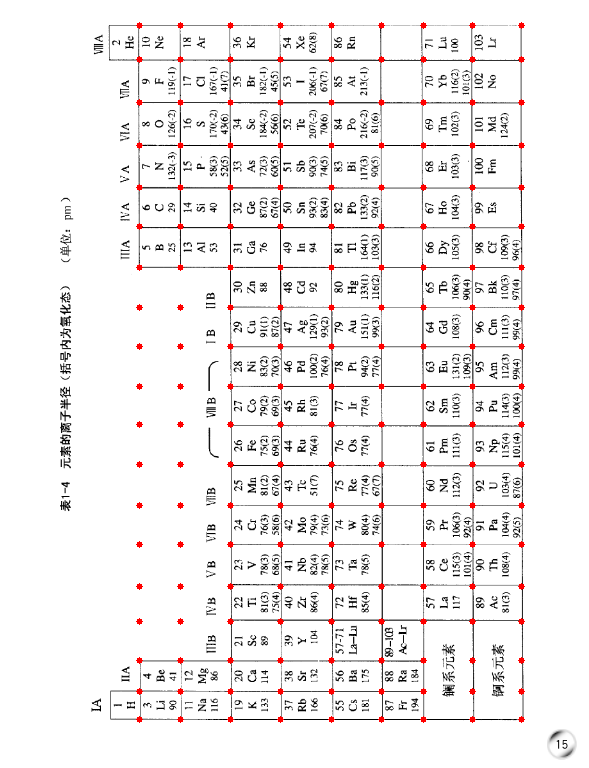 表1-4 元素的离子半径（括号内为氧化态） （单位：pm）
IA IIA IIIB IVB VB VIB VIIB VIIIB IB IIB IIIA IVA VA VIA VIIA VIIIA
1 H
2 He
3 Li 90
4 Be 41
5 B 25
6 C 29
7 N 132(-3)
8 O 126(-2)
9 F 119(-1)
10 Ne
11 Na 116
12 Mg 86
13 Al 53
14 Si 40
15 P 58(3) 52(5)
16 S 170(-2) 43(6)
17 Cl 167(-1) 41(7)
18 Ar
19 K 133
20 Ca 114
21 Sc 89
22 Ti 81(3) 75(4)
23 V 78(3) 68(5)
24 Cr 76(3) 58(6)
25 Mn 81(2) 67(4)
26 Fe 75(2) 69(3)
27 Co 79(2) 69(3)
28 Ni 83(2) 70(3)
29 Cu 91(1) 87(2)
30 Zn 88
31 Ga 76
32 Ge 87(2) 67(4)
33 As 72(3) 60(5)
34 Se 184(-2) 56(6)
35 Br 182(-1) 45(5)
36 Kr
37 Rb 166
38 Sr 132
39 Y 104
40 Zr 86(4)
41 Nb 82(4) 78(5)
42 Mo 79(4) 73(6)
43 Tc 51(7)
44 Ru 76(4)
45 Rh 81(3)
46 Pd 100(2) 76(4)
47 Ag 129(1) 93(2)
48 Cd 92
49 In 94
50 Sn 93(2) 83(4)
51 Sb 90(3) 74(5)
52 Te 207(-2) 70(6)
53 I 206(-1) 67(7)
54 Xe 62(8)
55 Cs 181
56 Ba 175
57-71 La-Lu
72 Hf 85(4)
73 Ta 78(5)
74 W 80(4) 74(6)
75 Re 77(4) 67(7)
76 Os 77(4)
77 Ir 77(4)
78 Pt 94(2) 77(4)
79 Au 151(1) 99(3)
80 Hg 133(1) 116(2)
81 Tl 164(1) 103(3)
82 Pb 133(2) 92(4)
83 Bi 117(3) 90(5)
84 Po 216(-2) 81(6)
85 At 213(-1)
86 Rn
87 Fr 194
88 Ra 184
89-103 Ac-Lr
镧系元素
57 La 117
58 Ce 115(3) 101(4)
59 Pr 106(3) 92(4)
60 Nd 112(3)
61 Pm 111(3)
62 Sm 110(3)
63 Eu 131(2) 109(3)
64 Gd 108(3)
65 Tb 106(3) 90(4)
66 Dy 105(3)
67 Ho 104(3)
68 Er 103(3)
69 Tm 102(3)
70 Yb 116(2) 101(3)
71 Lu 100
锕系元素
89 Ac 81(3)
90 Th 108(4)
91 Pa 104(4) 92(5)
92 U 103(4) 87(6)
93 Np 115(4) 101(4)
94 Pu 114(3) 100(4)
95 Am 112(3) 99(4)
96 Cm 111(3) 99(4)
97 Bk 110(3) 97(4)
98 Cf 109(3) 96(4)
99 Es
100 Fm
101 Md 124(2)
102 No
103 Lr
15